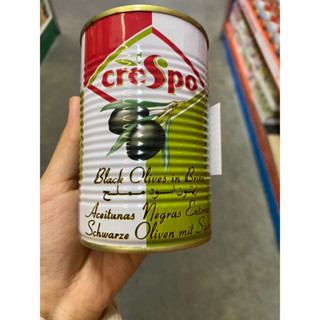 creSpo
Black Olives in Brine
زيتون أسود مملح
Aceitunas Negras Enteras
Schwarze Oliven mit